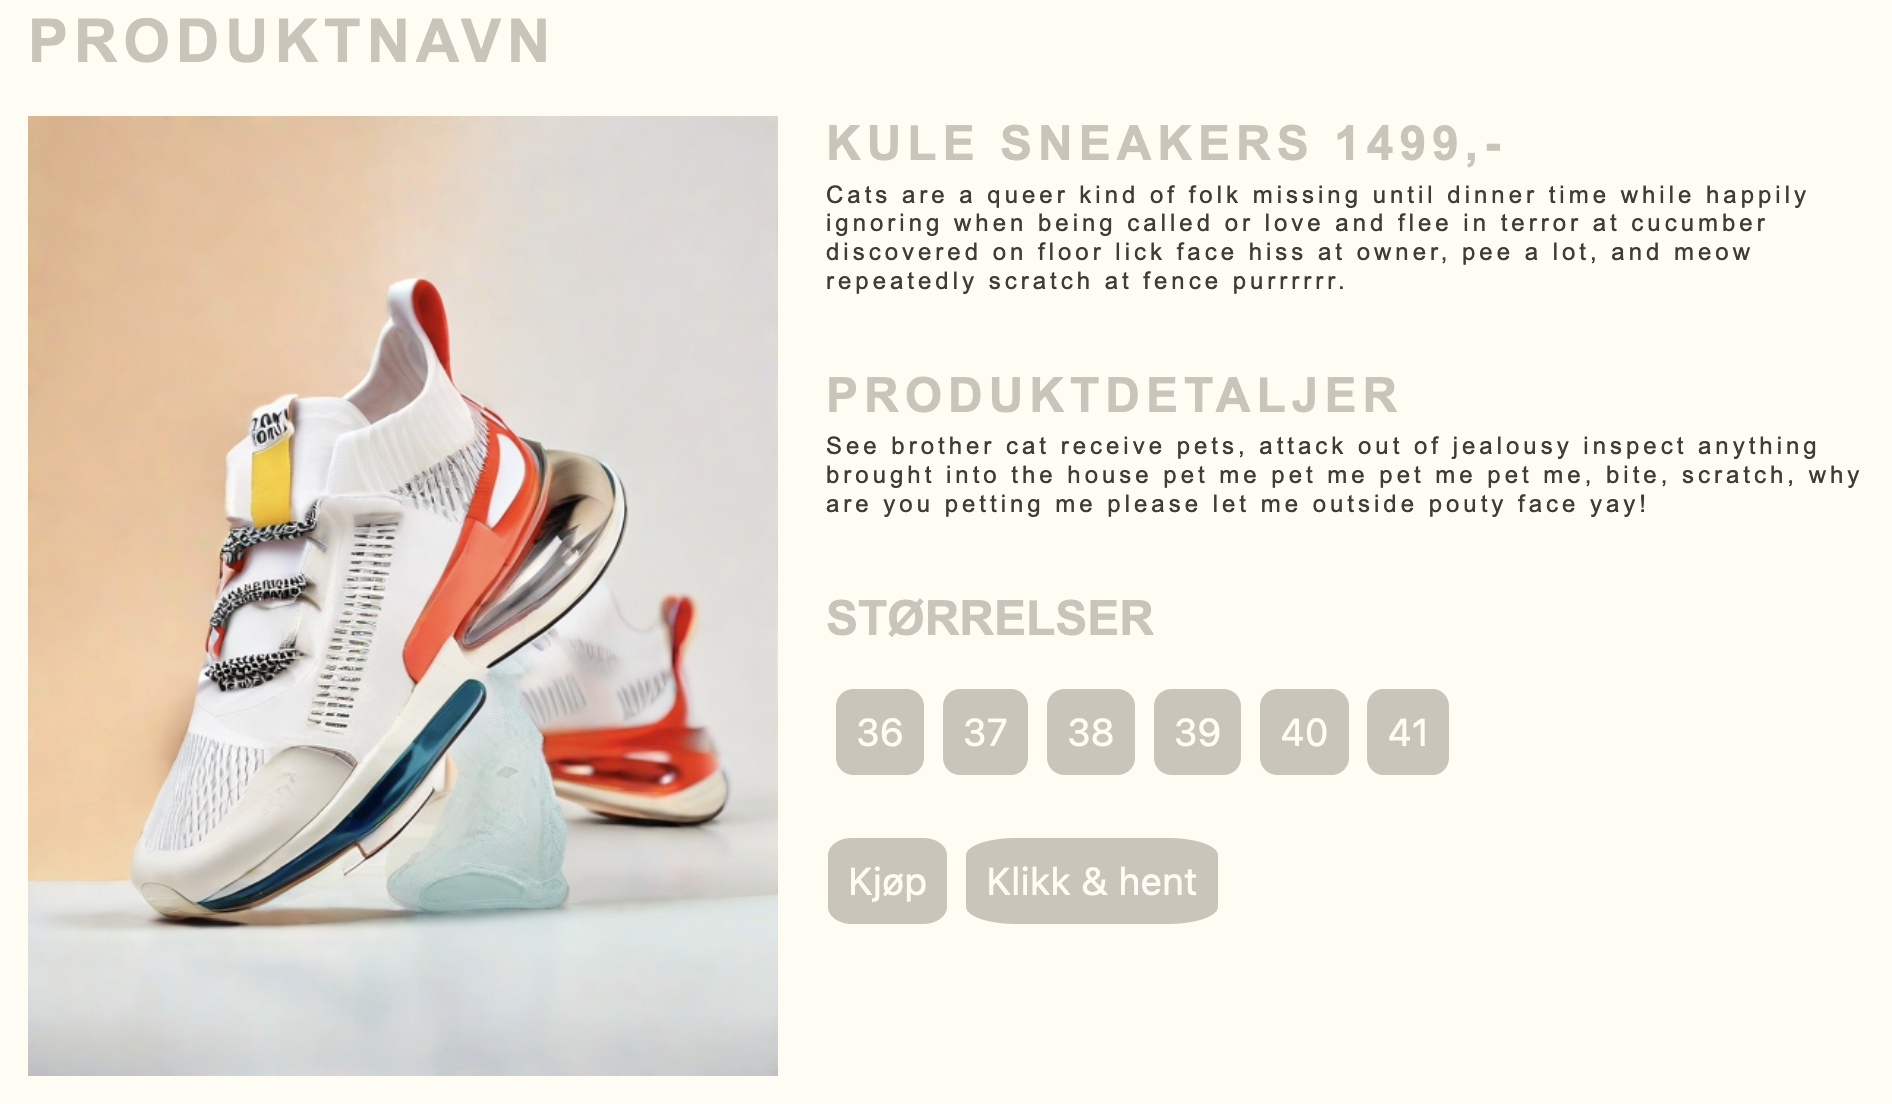 PRODUKTNAVN
KULE SNEAKERS 1499,-
Cats are a queer kind of folk missing until dinner time while happily
ignoring when being called or love and flee in terror at cucumber
discovered on floor lick face hiss at owner, pee a lot, and meow
repeatedly scratch at fence purrrrrr.
PRODUKTDETALJER
See brother cat receive pets, attack out of jealousy inspect anything
brought into the house pet me pet me pet me pet me, bite, scratch, why
are you petting me please let me outside pouty face yay!
STØRRELSER
36 37 38 39 40 41
Kjøp Klikk & hent